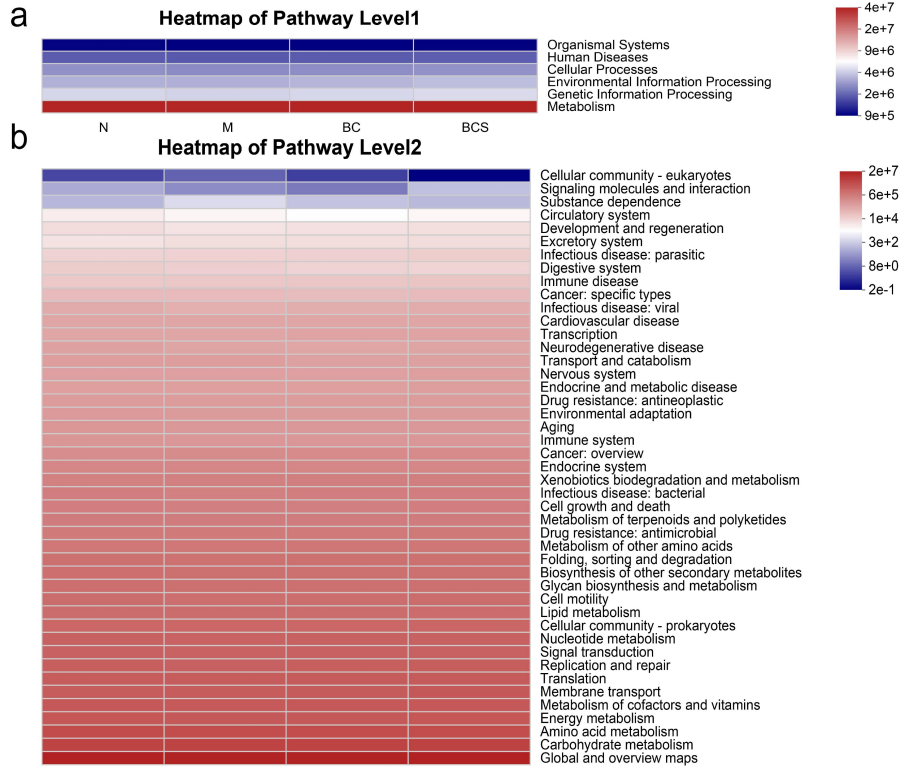 a
Heatmap of Pathway Level1
Organismal Systems
Human Diseases
Cellular Processes
Environmental Information Processing
Genetic Information Processing
Metabolism
N M BC BCS
4e+7
2e+7
9e+6
4e+6
2e+6
9e+5
b
Heatmap of Pathway Level2
Cellular community - eukaryotes
Signaling molecules and interaction
Substance dependence
Circulatory system
Development and regeneration
Excretory system
Infectious disease: parasitic
Digestive system
Immune disease
Cancer: specific types
Infectious disease: viral
Cardiovascular disease
Transcription
Neurodegenerative disease
Transport and catabolism
Nervous system
Endocrine and metabolic disease
Drug resistance: antineoplastic
Environmental adaptation
Aging
Immune system
Cancer: overview
Endocrine system
Xenobiotics biodegradation and metabolism
Infectious disease: bacterial
Cell growth and death
Metabolism of terpenoids and polyketides
Drug resistance: antimicrobial
Metabolism of other amino acids
Folding, sorting and degradation
Biosynthesis of other secondary metabolites
Glycan biosynthesis and metabolism
Cell motility
Lipid metabolism
Cellular community - prokaryotes
Nucleotide metabolism
Signal transduction
Replication and repair
Translation
Membrane transport
Metabolism of cofactors and vitamins
Energy metabolism
Amino acid metabolism
Carbohydrate metabolism
Global and overview maps
2e+7
6e+5
1e+4
3e+2
8e+0
2e-1